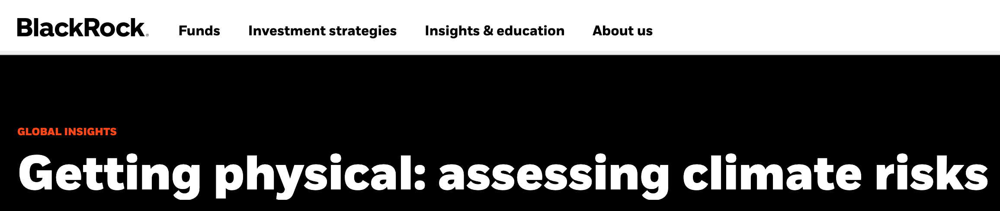 BlackRock®
Funds
Investment strategies
Insights & education
About us
GLOBAL INSIGHTS
Getting physical: assessing climate risks